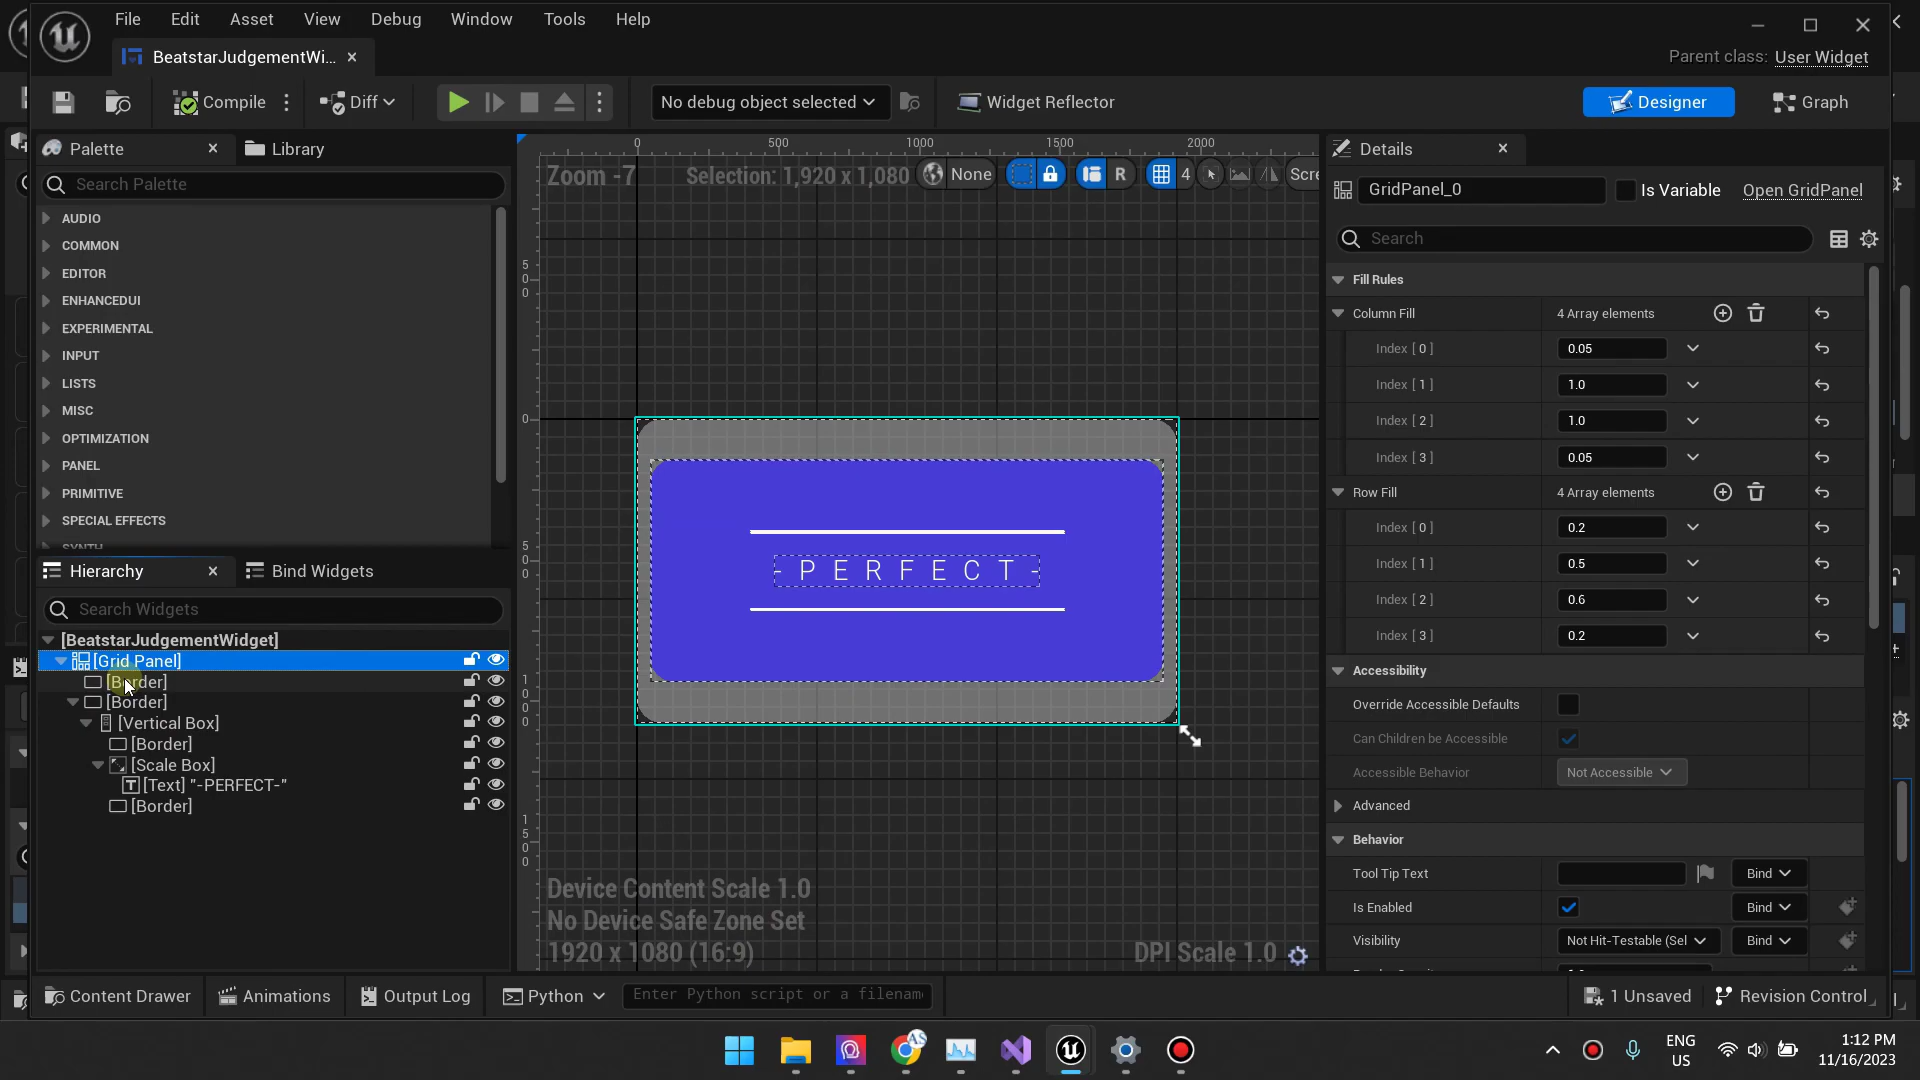 File Edit Asset View Debug Window Tools Help
BeatstarJudgementWi...
Parent class: User Widget
Compile Diff No debug object selected Widget Reflector Designer Graph
Palette Library
Search Palette
AUDIO
COMMON
EDITOR
ENHANCEDUI
EXPERIMENTAL
INPUT
LISTS
MISC
OPTIMIZATION
PANEL
PRIMITIVE
SPECIAL EFFECTS
SYNTH
Hierarchy Bind Widgets
Search Widgets
[BeatstarJudgementWidget]
[Grid Panel]
[Border]
[Border]
[Vertical Box]
[Border]
[Scale Box]
[Text] "-PERFECT-"
[Border]
0 500 1000 1500 2000
Zoom -7 Selection: 1,920 x 1,080 None R 4 Scre
500
0
500
1000
1500
- P E R F E C T -
Device Content Scale 1.0
No Device Safe Zone Set
1920 x 1080 (16:9) DPI Scale 1.0
Details
GridPanel_0 Is Variable Open GridPanel
Search
Fill Rules
Column Fill 4 Array elements
Index [ 0 ] 0.05
Index [ 1 ] 1.0
Index [ 2 ] 1.0
Index [ 3 ] 0.05
Row Fill 4 Array elements
Index [ 0 ] 0.2
Index [ 1 ] 0.5
Index [ 2 ] 0.6
Index [ 3 ] 0.2
Accessibility
Override Accessible Defaults
Can Children be Accessible
Accessible Behavior Not Accessible
Advanced
Behavior
Tool Tip Text Bind
Is Enabled Bind
Visibility Not Hit-Testable (Sel Bind
Content Drawer Animations Output Log Python Enter Python script or a filenam 1 Unsaved Revision Control
AS
ENG
US
1:12 PM
11/16/2023